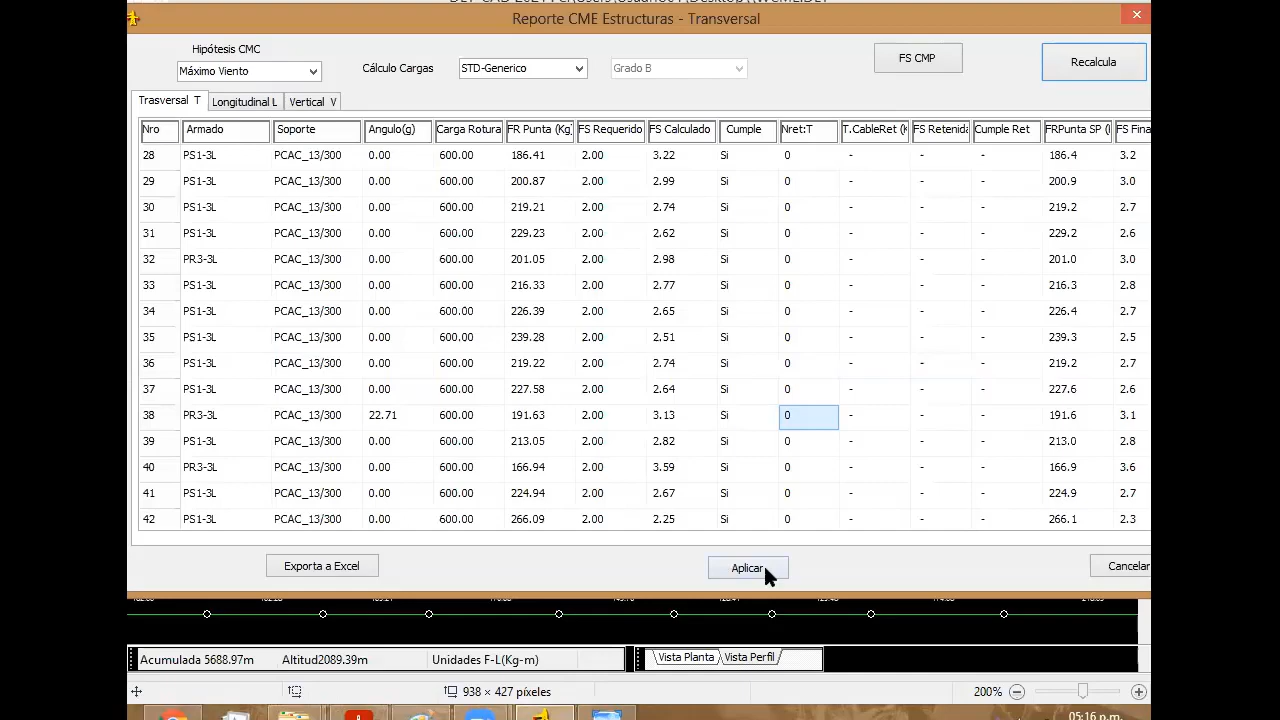 Reporte CME Estructuras - Transversal
Hipótesis CMC
Máximo Viento
Cálculo Cargas
STD-Generico
Grado B
FS CMP
Recalcula
Trasversal T
Longitudinal L
Vertical V
Nro Armado Soporte Angulo(g) Carga Rotura FR Punta (Kg) FS Requerido FS Calculado Cumple Nret:T T.CableRet (K FS Retenida Cumple Ret FRPunta SP ( FS Fina
28 PS1-3L PCAC_13/300 0.00 600.00 186.41 2.00 3.22 Si 0 - - - 186.4 3.2
29 PS1-3L PCAC_13/300 0.00 600.00 200.87 2.00 2.99 Si 0 - - - 200.9 3.0
30 PS1-3L PCAC_13/300 0.00 600.00 219.21 2.00 2.74 Si 0 - - - 219.2 2.7
31 PS1-3L PCAC_13/300 0.00 600.00 229.23 2.00 2.62 Si 0 - - - 229.2 2.6
32 PR3-3L PCAC_13/300 0.00 600.00 201.05 2.00 2.98 Si 0 - - - 201.0 3.0
33 PS1-3L PCAC_13/300 0.00 600.00 216.33 2.00 2.77 Si 0 - - - 216.3 2.8
34 PS1-3L PCAC_13/300 0.00 600.00 226.39 2.00 2.65 Si 0 - - - 226.4 2.7
35 PS1-3L PCAC_13/300 0.00 600.00 239.28 2.00 2.51 Si 0 - - - 239.3 2.5
36 PS1-3L PCAC_13/300 0.00 600.00 219.22 2.00 2.74 Si 0 - - - 219.2 2.7
37 PS1-3L PCAC_13/300 0.00 600.00 227.58 2.00 2.64 Si 0 - - - 227.6 2.6
38 PR3-3L PCAC_13/300 22.71 600.00 191.63 2.00 3.13 Si 0 - - - 191.6 3.1
39 PS1-3L PCAC_13/300 0.00 600.00 213.05 2.00 2.82 Si 0 - - - 213.0 2.8
40 PR3-3L PCAC_13/300 0.00 600.00 166.94 2.00 3.59 Si 0 - - - 166.9 3.6
41 PS1-3L PCAC_13/300 0.00 600.00 224.94 2.00 2.67 Si 0 - - - 224.9 2.7
42 PS1-3L PCAC_13/300 0.00 600.00 266.09 2.00 2.25 Si 0 - - - 266.1 2.3
Exporta a Excel
Aplicar
Cancelar
Acumulada 5688.97m Altitud2089.39m Unidades F-L(Kg-m)
Vista Planta Vista Perfil
938 × 427 píxeles
200%
05:16 p.m.